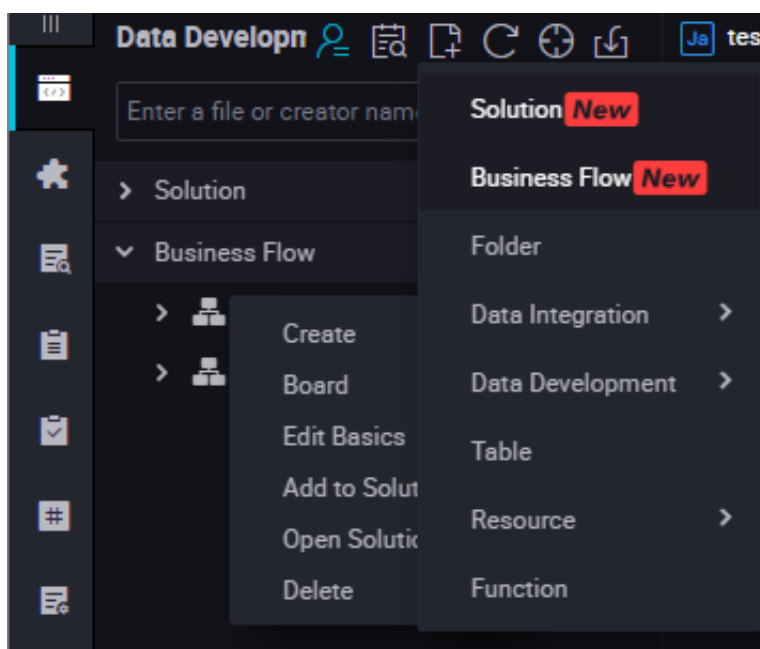 Data Developn
Ja tes
Enter a file or creator nam
Solution
Business Flow
Create
Board
Edit Basics
Add to Solut
Open Solutic
Delete
Solution New
Business Flow New
Folder
Data Integration
Data Development
Table
Resource
Function